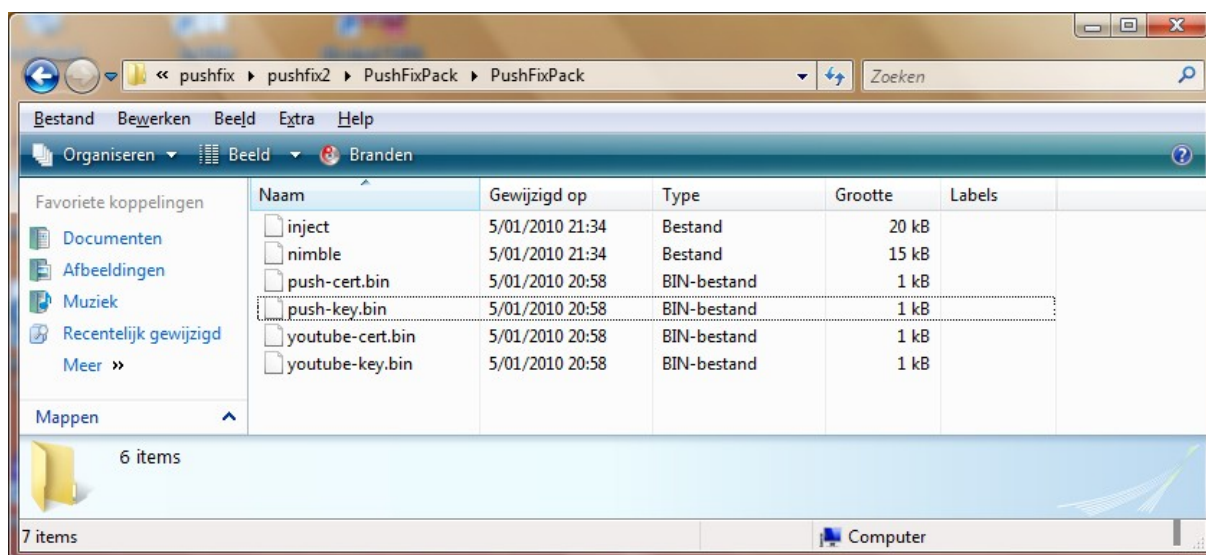 « pushfix ▸ pushfix2 ▸ PushFixPack ▸ PushFixPack Zoeken
Bestand Bewerken Beeld Extra Help
Organiseren Beeld Branden
Favoriete koppelingen
Documenten
Afbeeldingen
Muziek
Recentelijk gewijzigd
Meer »
Mappen
Naam Gewijzigd op Type Grootte Labels
inject 5/01/2010 21:34 Bestand 20 kB
nimble 5/01/2010 21:34 Bestand 15 kB
push-cert.bin 5/01/2010 20:58 BIN-bestand 1 kB
push-key.bin 5/01/2010 20:58 BIN-bestand 1 kB
youtube-cert.bin 5/01/2010 20:58 BIN-bestand 1 kB
youtube-key.bin 5/01/2010 20:58 BIN-bestand 1 kB
6 items
7 items Computer